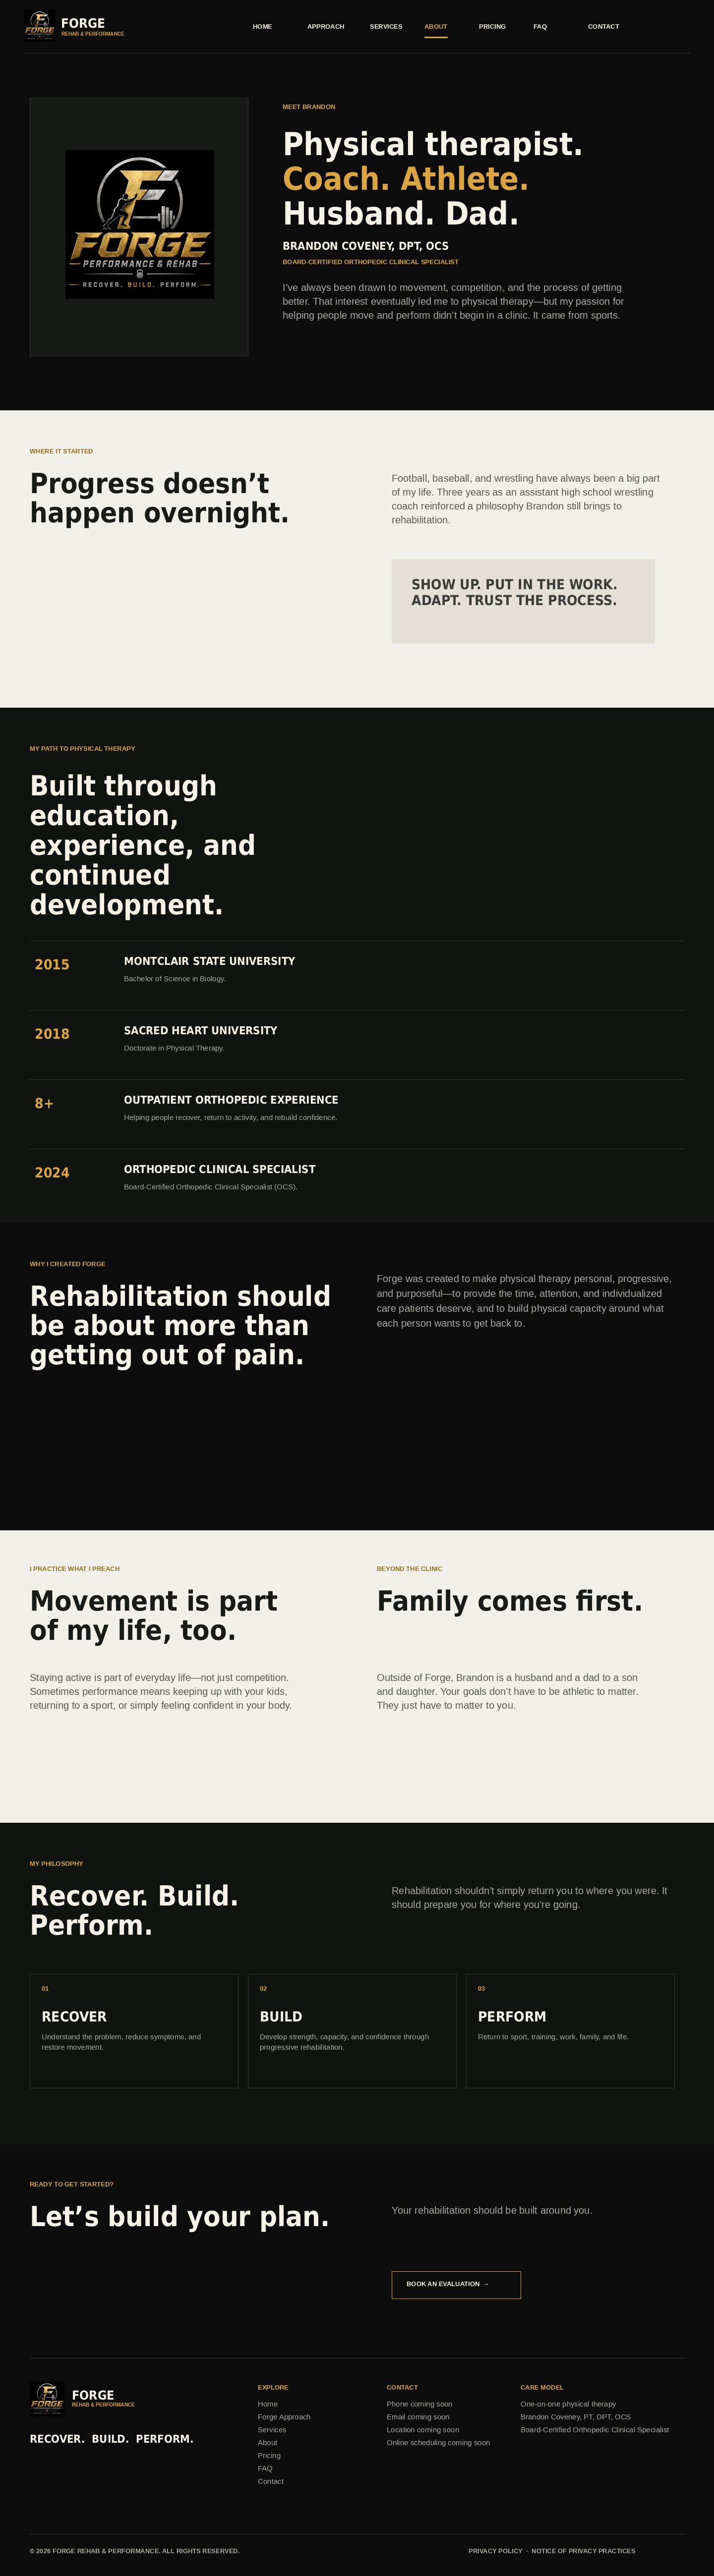 FORGE
REHAB & PERFORMANCE
HOME
APPROACH
SERVICES
ABOUT
PRICING
FAQ
CONTACT
F
FORGE
PERFORMANCE & REHAB
RECOVER. BUILD. PERFORM.
MEET BRANDON
Physical therapist.
Coach. Athlete.
Husband. Dad.
BRANDON COVENEY, DPT, OCS
BOARD-CERTIFIED ORTHOPEDIC CLINICAL SPECIALIST
I’ve always been drawn to movement, competition, and the process of getting
better. That interest eventually led me to physical therapy—but my passion for
helping people move and perform didn’t begin in a clinic. It came from sports.
WHERE IT STARTED
Progress doesn’t
happen overnight.
Football, baseball, and wrestling have always been a big part
of my life. Three years as an assistant high school wrestling
coach reinforced a philosophy Brandon still brings to
rehabilitation.
SHOW UP. PUT IN THE WORK.
ADAPT. TRUST THE PROCESS.
MY PATH TO PHYSICAL THERAPY
Built through
education,
experience, and
continued
development.
2015
MONTCLAIR STATE UNIVERSITY
Bachelor of Science in Biology.
2018
SACRED HEART UNIVERSITY
Doctorate in Physical Therapy.
8+
OUTPATIENT ORTHOPEDIC EXPERIENCE
Helping people recover, return to activity, and rebuild confidence.
2024
ORTHOPEDIC CLINICAL SPECIALIST
Board-Certified Orthopedic Clinical Specialist (OCS).
WHY I CREATED FORGE
Rehabilitation should
be about more than
getting out of pain.
Forge was created to make physical therapy personal, progressive,
and purposeful—to provide the time, attention, and individualized
care patients deserve, and to build physical capacity around what
each person wants to get back to.
I PRACTICE WHAT I PREACH
Movement is part
of my life, too.
Staying active is part of everyday life—not just competition.
Sometimes performance means keeping up with your kids,
returning to a sport, or simply feeling confident in your body.
BEYOND THE CLINIC
Family comes first.
Outside of Forge, Brandon is a husband and a dad to a son
and daughter. Your goals don’t have to be athletic to matter.
They just have to matter to you.
MY PHILOSOPHY
Recover. Build.
Perform.
Rehabilitation shouldn’t simply return you to where you were. It
should prepare you for where you’re going.
01
RECOVER
Understand the problem, reduce symptoms, and
restore movement.
02
BUILD
Develop strength, capacity, and confidence through
progressive rehabilitation.
03
PERFORM
Return to sport, training, work, family, and life.
READY TO GET STARTED?
Let’s build your plan.
Your rehabilitation should be built around you.
BOOK AN EVALUATION →
FORGE
REHAB & PERFORMANCE
RECOVER. BUILD. PERFORM.
EXPLORE
Home
Forge Approach
Services
About
Pricing
FAQ
Contact
CONTACT
Phone coming soon
Email coming soon
Location coming soon
Online scheduling coming soon
CARE MODEL
One-on-one physical therapy
Brandon Coveney, PT, DPT, OCS
Board-Certified Orthopedic Clinical Specialist
© 2026 FORGE REHAB & PERFORMANCE. ALL RIGHTS RESERVED.
PRIVACY POLICY · NOTICE OF PRIVACY PRACTICES